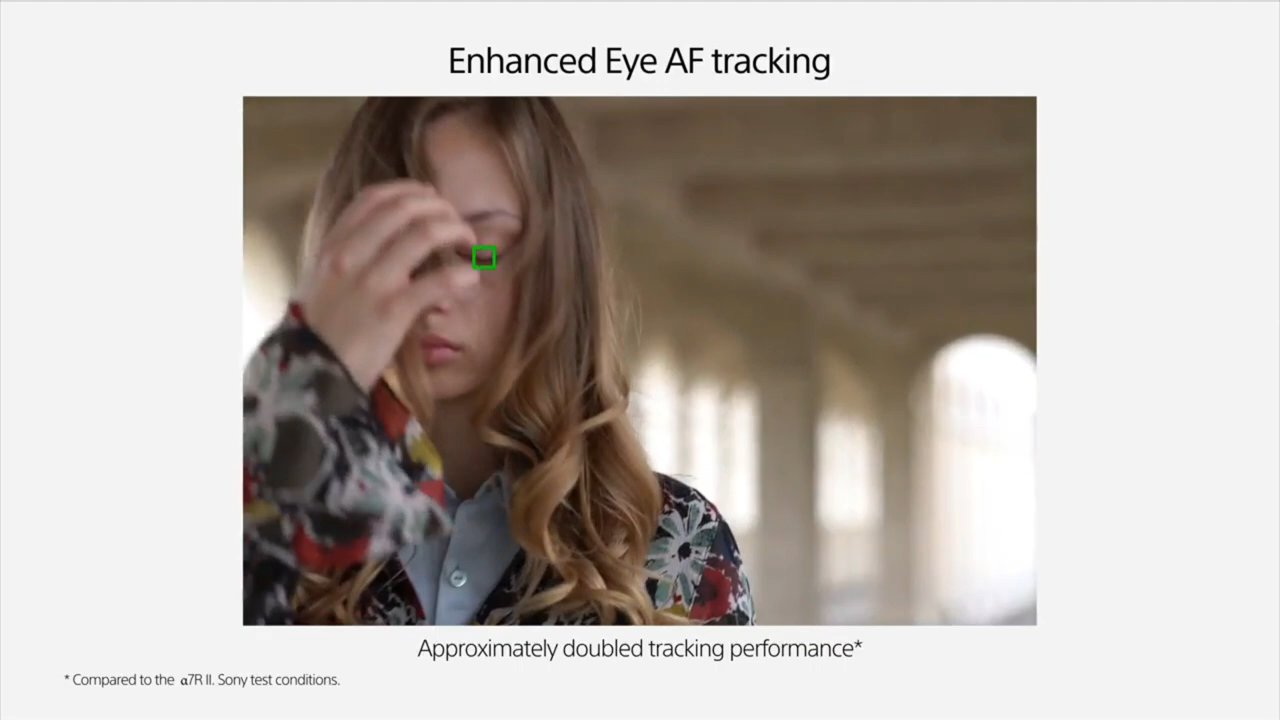 Enhanced Eye AF tracking
Approximately doubled tracking performance*
* Compared to the α7R II. Sony test conditions.